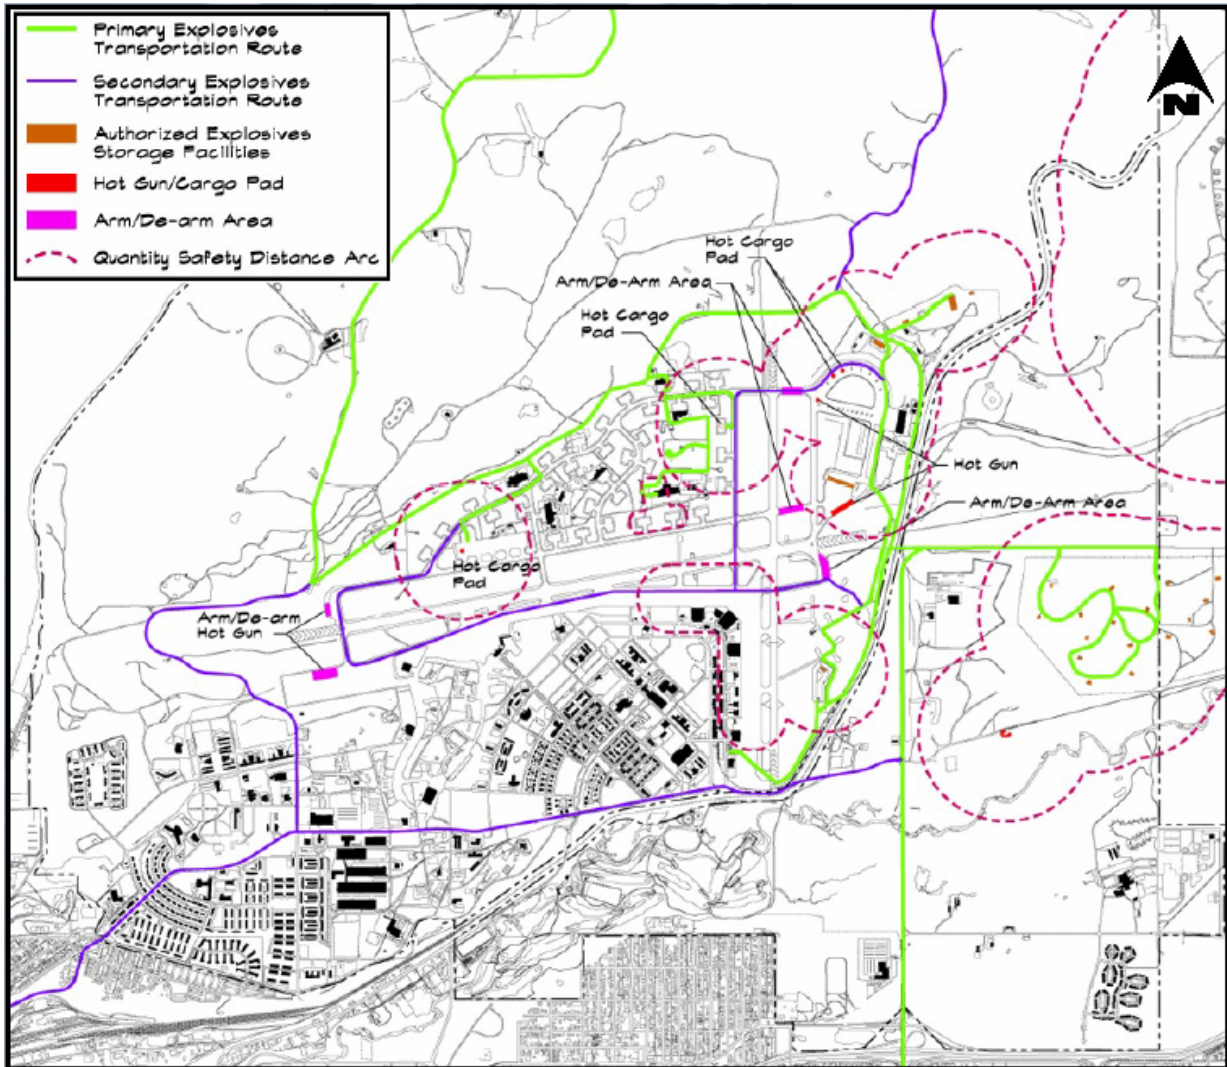 Primary Explosives
Transportation Route
Secondary Explosives
Transportation Route
Authorized Explosives
Storage Facilities
Hot Gun/Cargo Pad
Arm/De-arm Area
Quantity Safety Distance Arc
N
Hot Cargo
Pad
Arm/De-Arm Area
Hot Cargo
Pad
Hot Gun
Arm/De-Arm Area
Hot Cargo
Pad
Arm/De-arm
Hot Gun